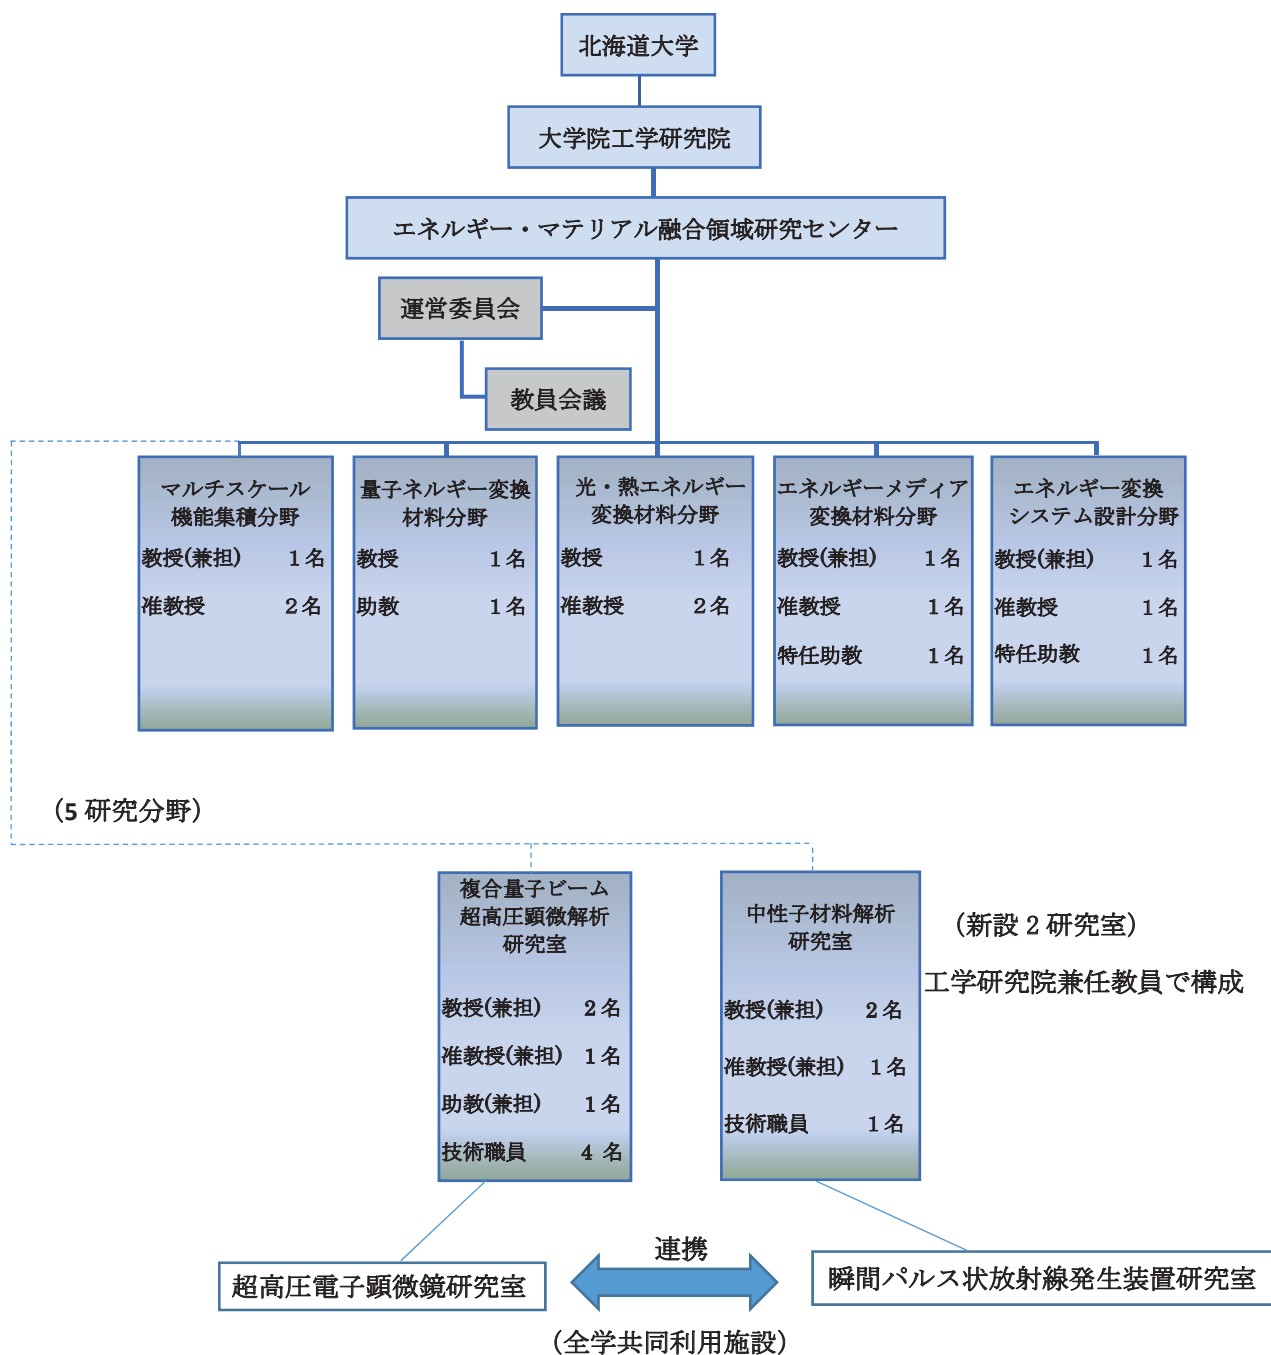 北海道大学
大学院工学研究院
エネルギー・マテリアル融合領域研究センター
運営委員会
教員会議
マルチスケール
機能集積分野
教授(兼担) 1名
准教授 2名
量子ネルギー変換
材料分野
教授 1名
助教 1名
光・熱エネルギー
変換材料分野
教授 1名
准教授 2名
エネルギーメディア
変換材料分野
教授(兼担) 1名
准教授 1名
特任助教 1名
エネルギー変換
システム設計分野
教授(兼担) 1名
准教授 1名
特任助教 1名
（5 研究分野）
複合量子ビーム
超高圧顕微解析
研究室
教授(兼担) 2名
准教授(兼担) 1名
助教(兼担) 1名
技術職員 4 名
中性子材料解析
研究室
教授(兼担) 2名
准教授(兼担) 1名
技術職員 1名
（新設 2 研究室）
工学研究院兼任教員で構成
連携
超高圧電子顕微鏡研究室
瞬間パルス状放射線発生装置研究室
（全学共同利用施設）